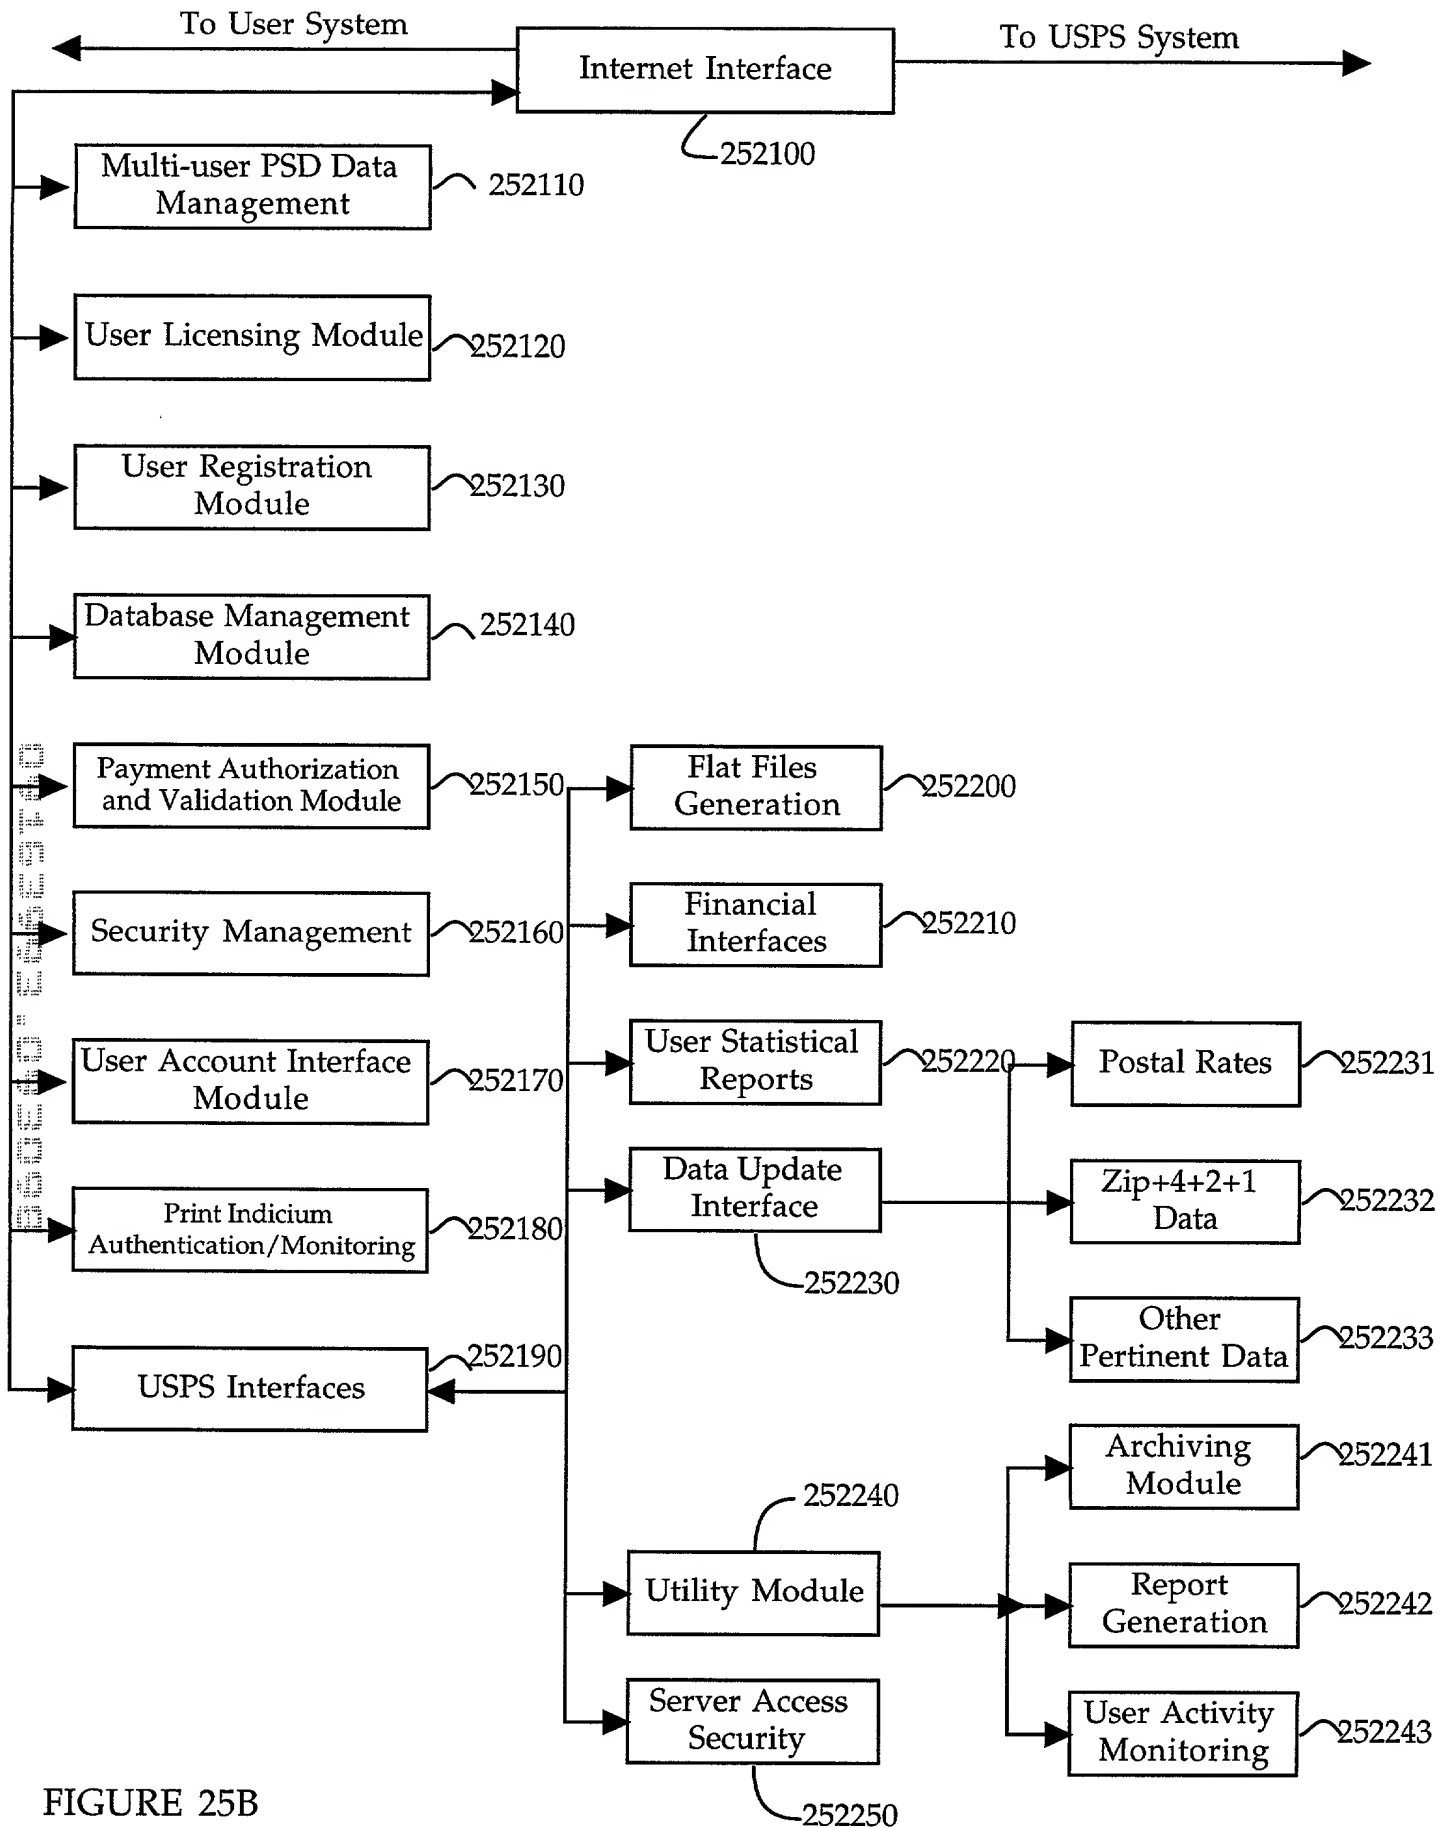 To User System
To USPS System
Internet Interface
252100
Multi-user PSD Data
Management
252110
User Licensing Module
252120
User Registration
Module
252130
Database Management
Module
252140
Payment Authorization
and Validation Module
252150
Flat Files
Generation
252200
Security Management
252160
Financial
Interfaces
252210
User Account Interface
Module
252170
User Statistical
Reports
252220
Postal Rates
252231
Print Indicium
Authentication/Monitoring
252180
Data Update
Interface
252230
Zip+4+2+1
Data
252232
Other
Pertinent Data
252233
USPS Interfaces
252190
Archiving
Module
252241
252240
Utility Module
Report
Generation
252242
Server Access
Security
252250
User Activity
Monitoring
252243
FIGURE 25B